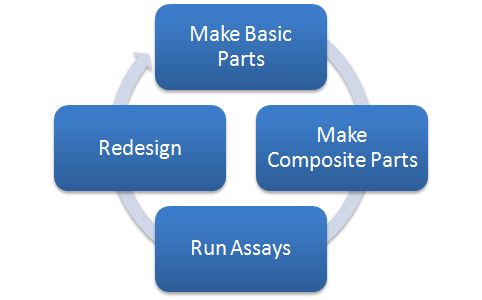 Make Basic
Parts
Make
Composite Parts
Run Assays
Redesign